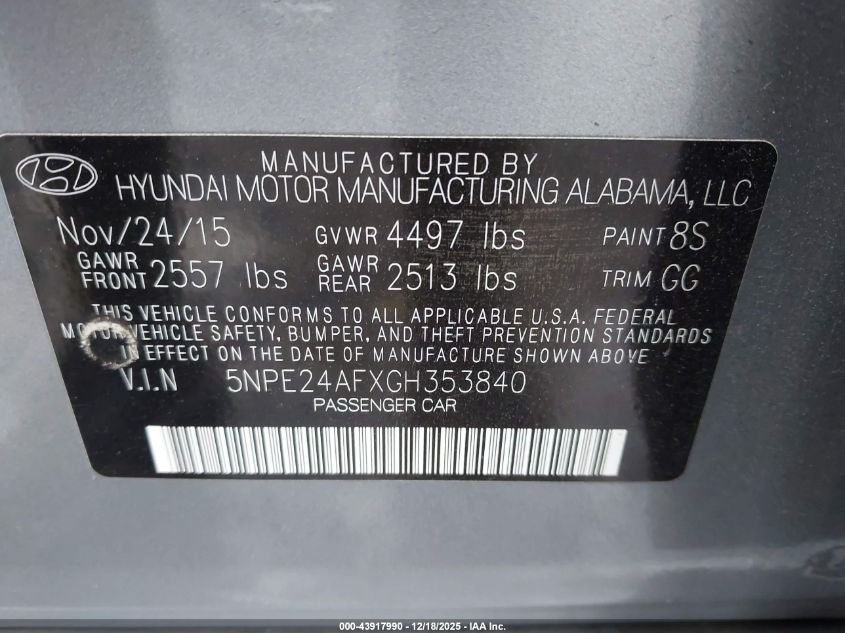 MANUFACTURED BY
HYUNDAI MOTOR MANUFACTURING ALABAMA, LLC
Nov/24/15 GVWR 4497 lbs PAINT 8S
GAWR FRONT 2557 lbs GAWR REAR 2513 lbs TRIM GG
THIS VEHICLE CONFORMS TO ALL APPLICABLE U.S.A. FEDERAL
MOTOR VEHICLE SAFETY, BUMPER, AND THEFT PREVENTION STANDARDS
IN EFFECT ON THE DATE OF MANUFACTURE SHOWN ABOVE
V.I.N 5NPE24AFXGH353840
PASSENGER CAR
000-43917990 - 12/18/2025 - IAA Inc.